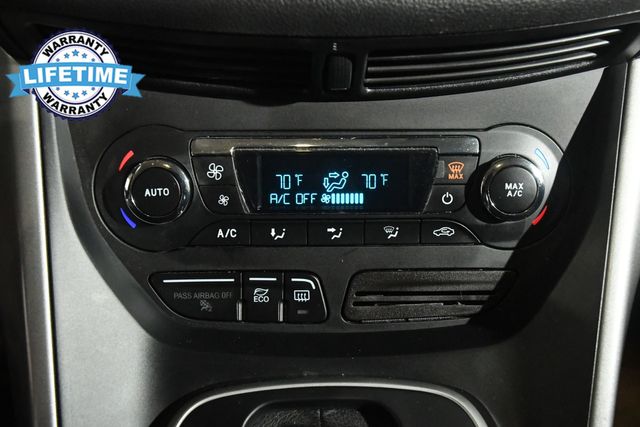 WARRANTY
LIFETIME
WARRANTY
70°F 70°F
A/C OFF
MAX
AUTO
MAX
A/C
A/C
PASS AIRBAG OFF
ECO